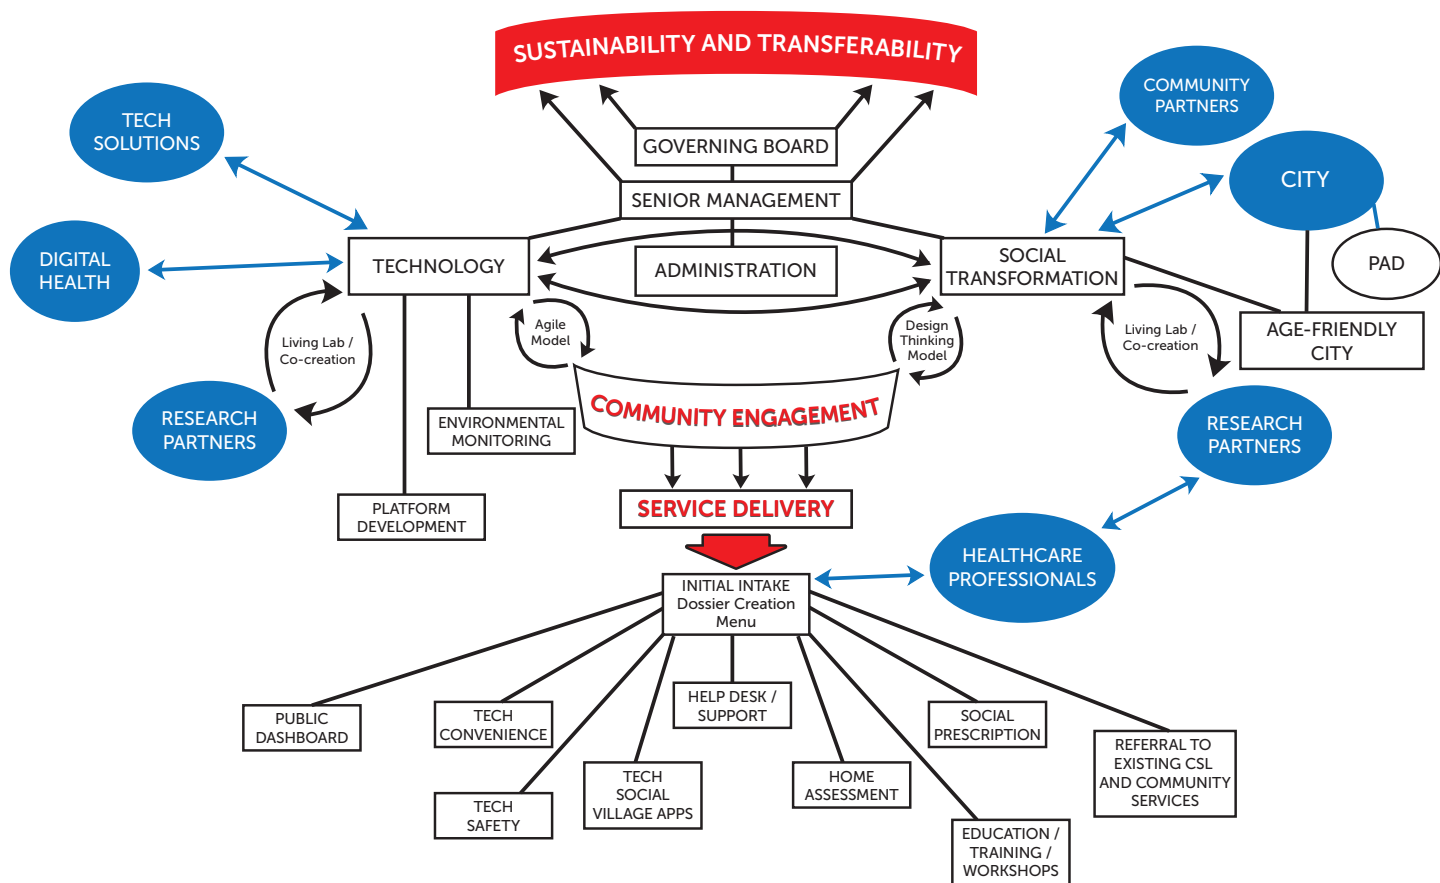 SUSTAINABILITY AND TRANSFERABILITY
COMMUNITY
PARTNERS
TECH
SOLUTIONS
GOVERNING BOARD
CITY
SENIOR MANAGEMENT
DIGITAL
HEALTH
TECHNOLOGY
ADMINISTRATION
SOCIAL
TRANSFORMATION
PAD
Living Lab /
Co-creation
Agile
Model
Design
Thinking
Model
Living Lab /
Co-creation
AGE-FRIENDLY
CITY
RESEARCH
PARTNERS
ENVIRONMENTAL
MONITORING
COMMUNITY ENGAGEMENT
RESEARCH
PARTNERS
PLATFORM
DEVELOPMENT
SERVICE DELIVERY
HEALTHCARE
PROFESSIONALS
INITIAL INTAKE
Dossier Creation
Menu
PUBLIC
DASHBOARD
TECH
CONVENIENCE
HELP DESK /
SUPPORT
SOCIAL
PRESCRIPTION
REFERRAL TO
EXISTING CSL
AND COMMUNITY
SERVICES
TECH
SAFETY
TECH
SOCIAL
VILLAGE APPS
HOME
ASSESSMENT
EDUCATION /
TRAINING /
WORKSHOPS